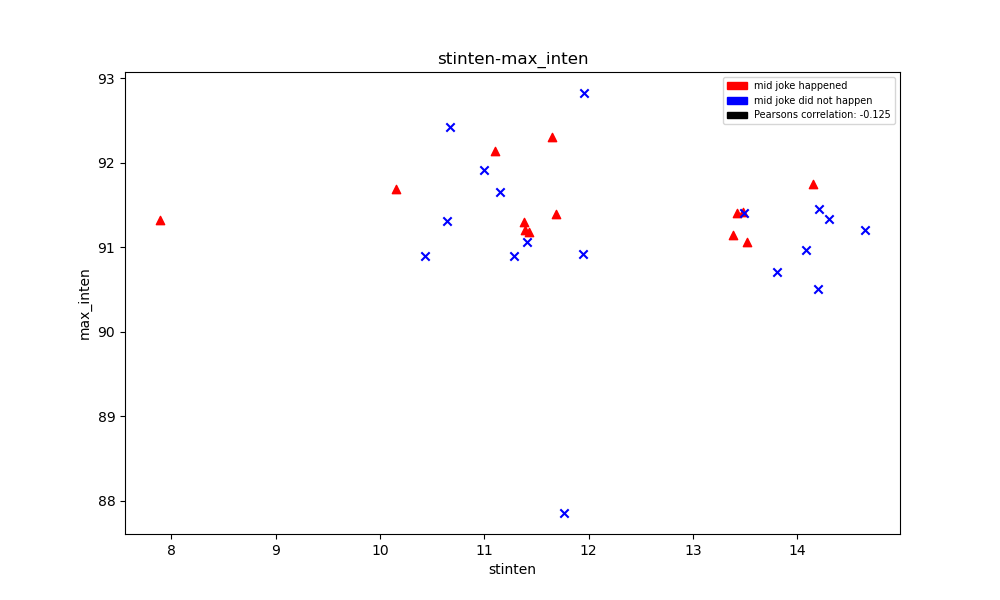 stinten-max_inten
mid joke happened
mid joke did not happen
Pearsons correlation: -0.125
93
92
91
90
89
88
max_inten
8 9 10 11 12 13 14
stinten